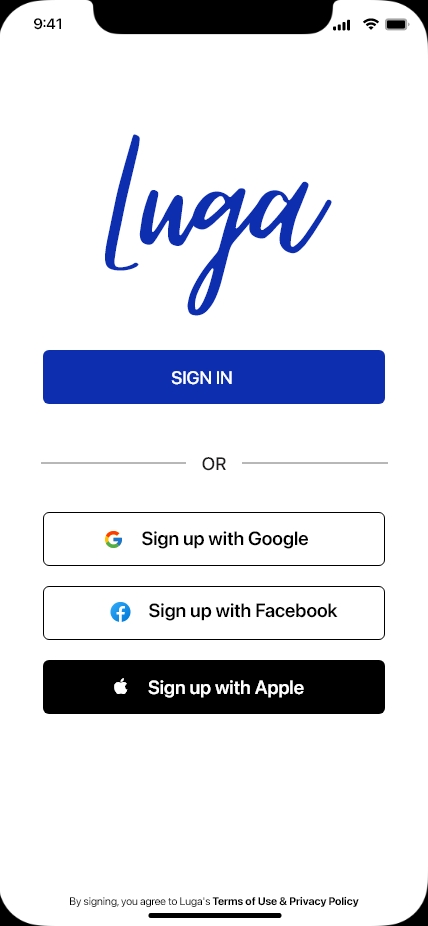 9:41
Luga
SIGN IN
OR
Sign up with Google
Sign up with Facebook
Sign up with Apple
By signing, you agree to Luga's Terms of Use & Privacy Policy